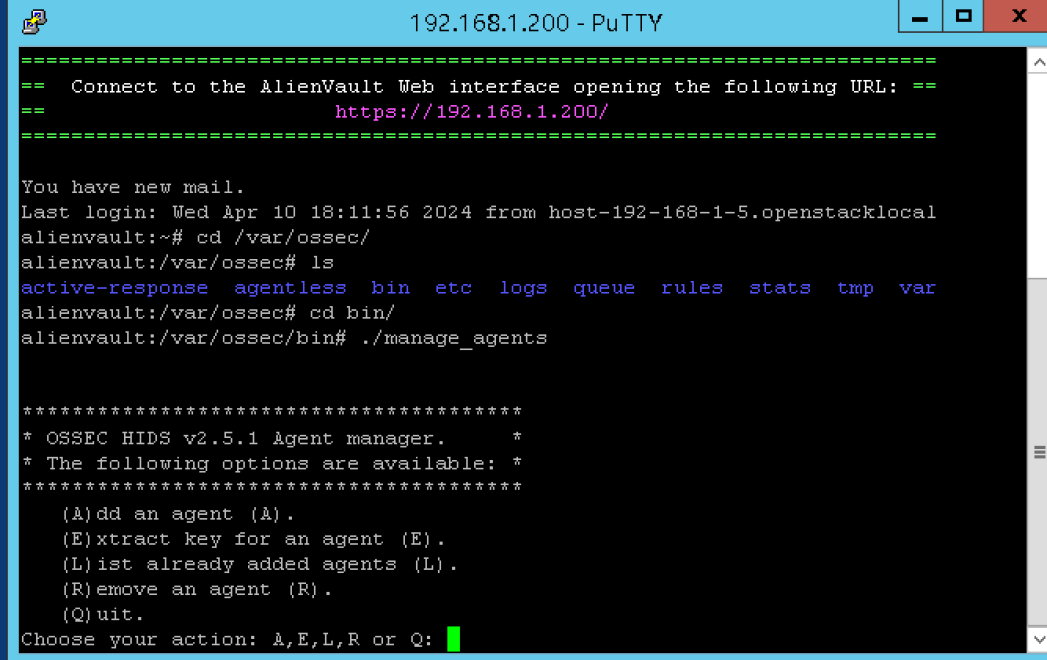 192.168.1.200 - PuTTY
==========================================================================
== Connect to the AlienVault Web interface opening the following URL: ==
== https://192.168.1.200/
==========================================================================
You have new mail.
Last login: Wed Apr 10 18:11:56 2024 from host-192-168-1-5.openstacklocal
alienvault:~# cd /var/ossec/
alienvault:/var/ossec# ls
active-response agentless bin etc logs queue rules stats tmp var
alienvault:/var/ossec# cd bin/
alienvault:/var/ossec/bin# ./manage_agents
****************************************
* OSSEC HIDS v2.5.1 Agent manager. *
* The following options are available: *
****************************************
(A)dd an agent (A).
(E)xtract key for an agent (E).
(L)ist already added agents (L).
(R)emove an agent (R).
(Q)uit.
Choose your action: A,E,L,R or Q: